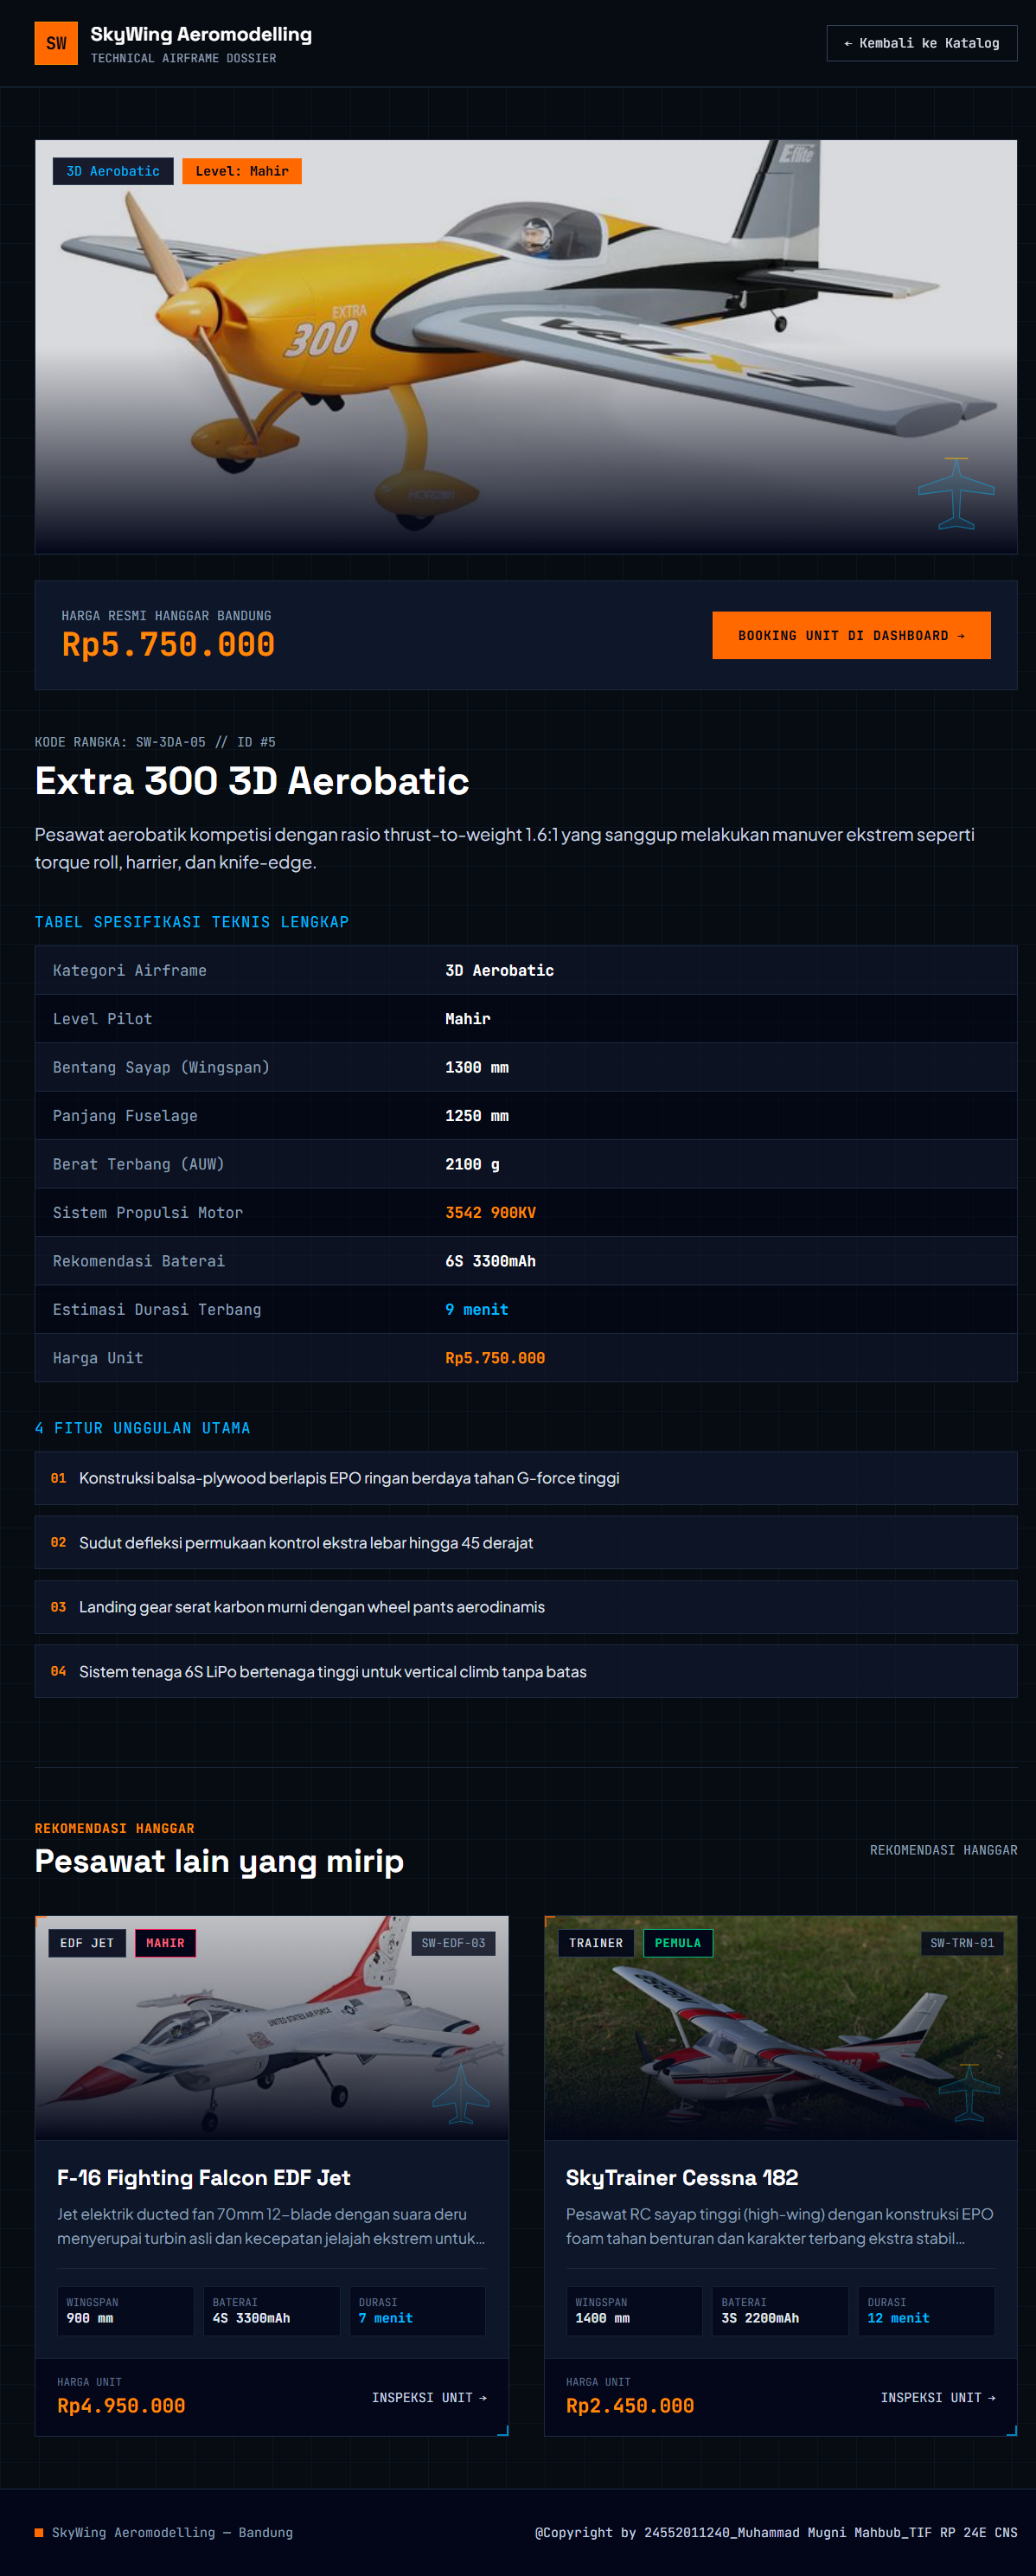 SW
SkyWing Aeromodelling
TECHNICAL AIRFRAME DOSSIER
← Kembali ke Katalog
3D Aerobatic
Level: Mahir
Eflite
EXTRA
300
HORIZON
HARGA RESMI HANGGAR BANDUNG
Rp5.750.000
BOOKING UNIT DI DASHBOARD →
KODE RANGKA: SW-3DA-05 // ID #5
Extra 300 3D Aerobatic
Pesawat aerobatik kompetisi dengan rasio thrust-to-weight 1.6:1 yang sanggup melakukan manuver ekstrem seperti
torque roll, harrier, dan knife-edge.
TABEL SPESIFIKASI TEKNIS LENGKAP
Kategori Airframe 3D Aerobatic
Level Pilot Mahir
Bentang Sayap (Wingspan) 1300 mm
Panjang Fuselage 1250 mm
Berat Terbang (AUW) 2100 g
Sistem Propulsi Motor 3542 900KV
Rekomendasi Baterai 6S 3300mAh
Estimasi Durasi Terbang 9 menit
Harga Unit Rp5.750.000
4 FITUR UNGGULAN UTAMA
01 Konstruksi balsa-plywood berlapis EPO ringan berdaya tahan G-force tinggi
02 Sudut defleksi permukaan kontrol ekstra lebar hingga 45 derajat
03 Landing gear serat karbon murni dengan wheel pants aerodinamis
04 Sistem tenaga 6S LiPo bertenaga tinggi untuk vertical climb tanpa batas
REKOMENDASI HANGGAR
Pesawat lain yang mirip
REKOMENDASI HANGGAR
EDF JET
MAHIR
SW-EDF-03
UNITED STATES AIR FORCE
F-16 Fighting Falcon EDF Jet
Jet elektrik ducted fan 70mm 12-blade dengan suara deru
menyerupai turbin asli dan kecepatan jelajah ekstrem untuk…
WINGSPAN BATERAI DURASI
900 mm 4S 3300mAh 7 menit
HARGA UNIT
Rp4.950.000
INSPEKSI UNIT →
TRAINER
PEMULA
SW-TRN-01
SkyTrainer Cessna 182
Pesawat RC sayap tinggi (high-wing) dengan konstruksi EPO
foam tahan benturan dan karakter terbang ekstra stabil…
WINGSPAN BATERAI DURASI
1400 mm 3S 2200mAh 12 menit
HARGA UNIT
Rp2.450.000
INSPEKSI UNIT →
SkyWing Aeromodelling — Bandung
@Copyright by 24552011240_Muhammad Mugni Mahbub_TIF RP 24E CNS